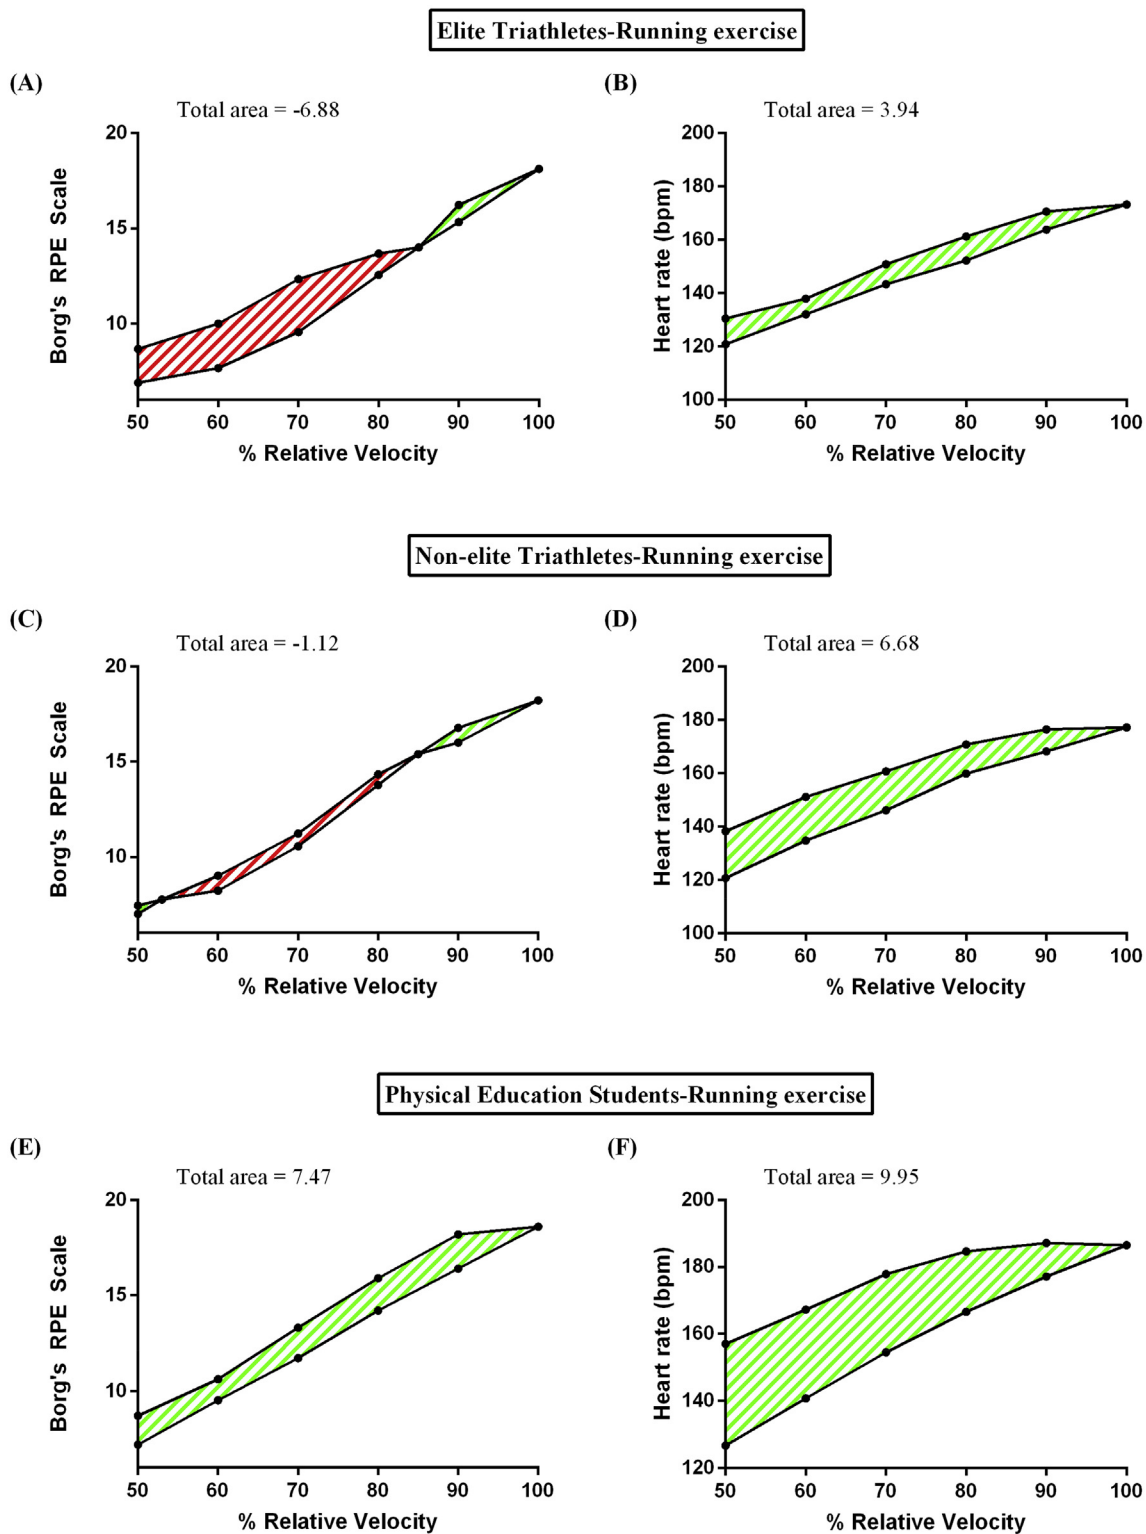 Elite Triathletes-Running exercise
(A)
Total area = -6.88
Borg's RPE Scale
20
15
10
50 60 70 80 90 100
% Relative Velocity
(B)
Total area = 3.94
Heart rate (bpm)
200
180
160
140
120
100
50 60 70 80 90 100
% Relative Velocity
Non-elite Triathletes-Running exercise
(C)
Total area = -1.12
Borg's RPE Scale
20
15
10
50 60 70 80 90 100
% Relative Velocity
(D)
Total area = 6.68
Heart rate (bpm)
200
180
160
140
120
100
50 60 70 80 90 100
% Relative Velocity
Physical Education Students-Running exercise
(E)
Total area = 7.47
Borg's RPE Scale
20
15
10
50 60 70 80 90 100
% Relative Velocity
(F)
Total area = 9.95
Heart rate (bpm)
200
180
160
140
120
50 60 70 80 90 100
% Relative Velocity